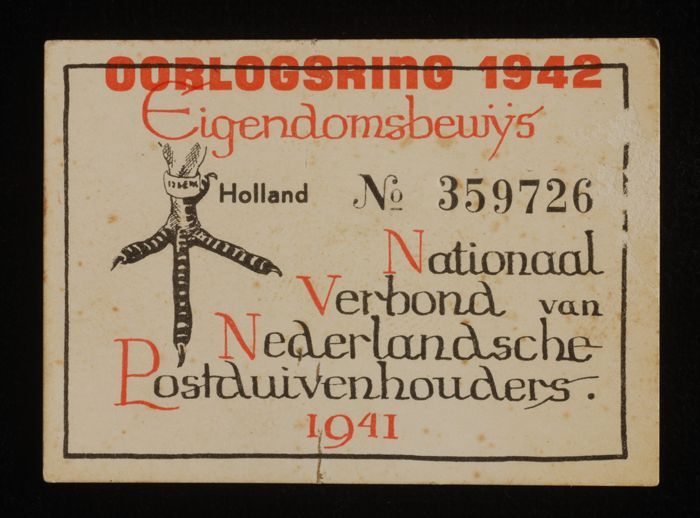 OORLOGSRING 1942
Eigendomsbewijs
Holland No 359726
Nationaal
Verbond van
Nederlandsche
Postduivenhouders.
1941